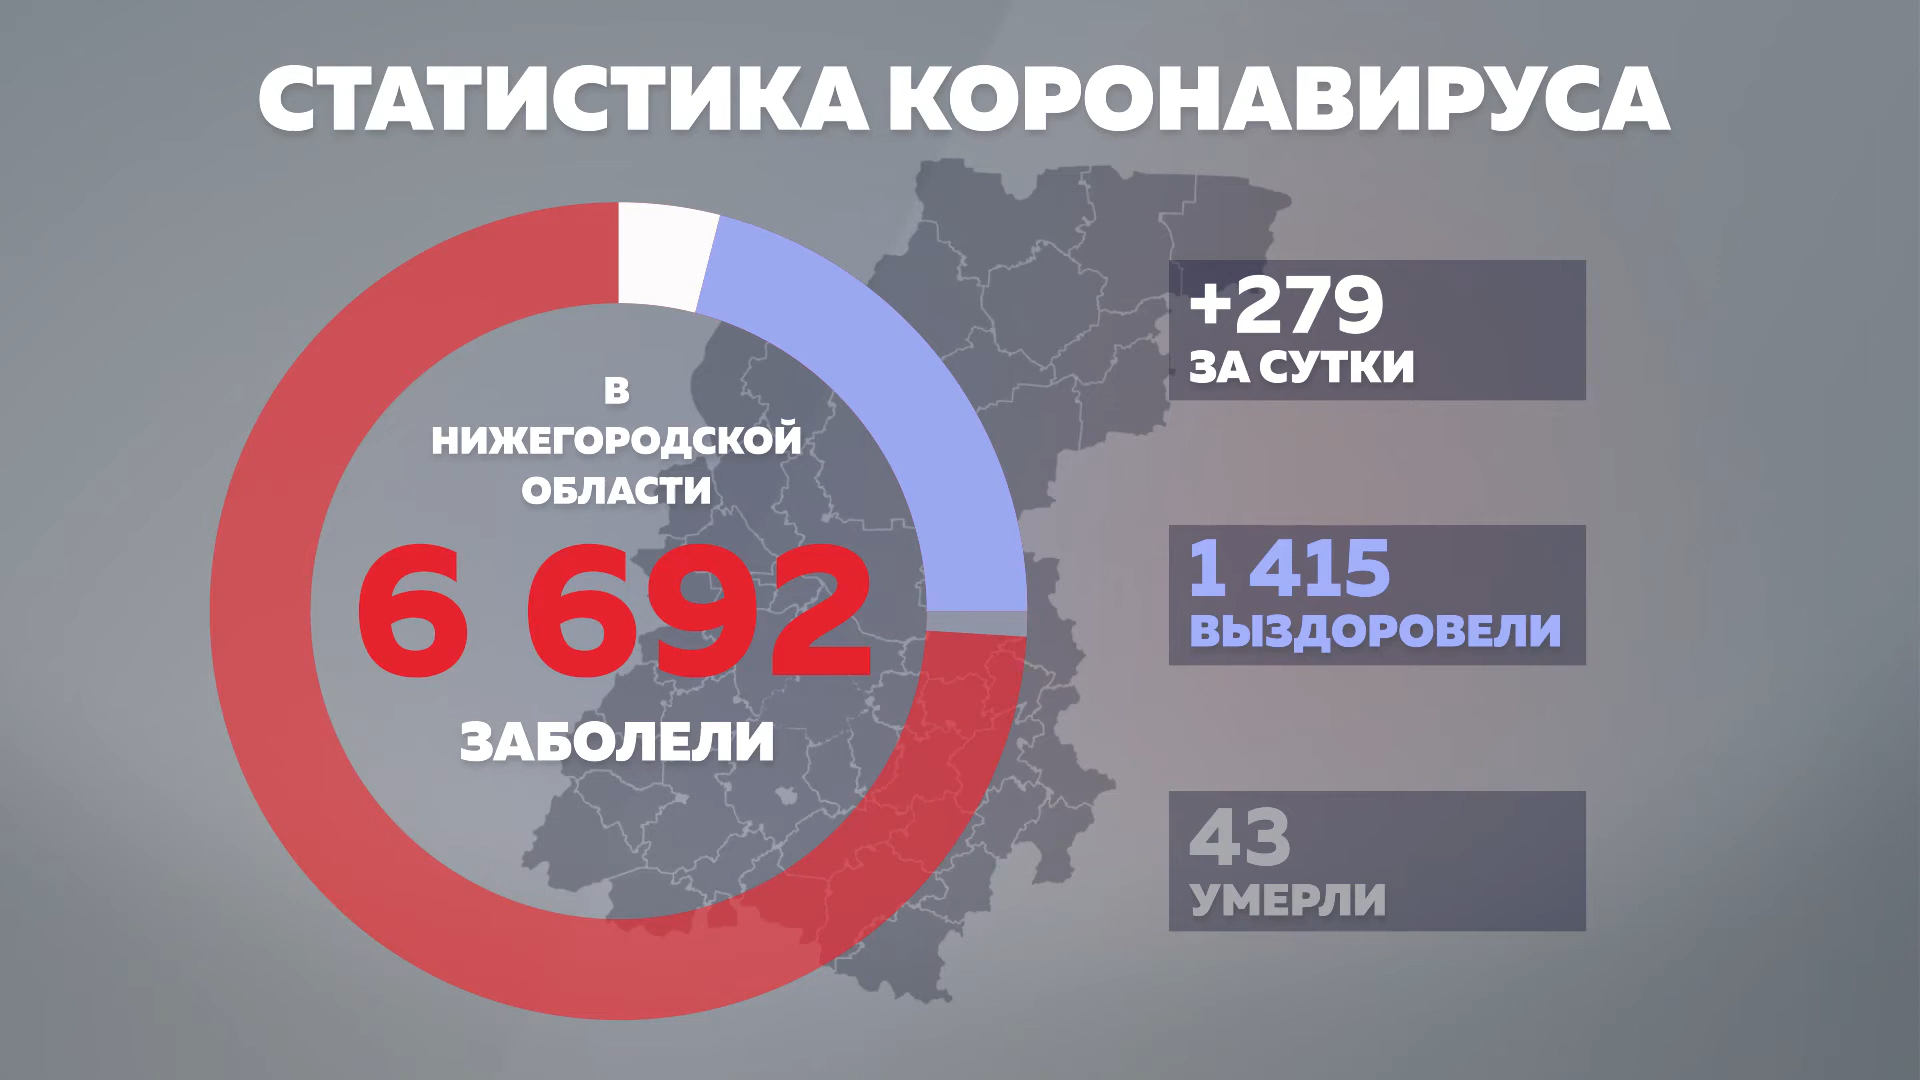 СТАТИСТИКА КОРОНАВИРУСА
В
НИЖЕГОРОДСКОЙ
ОБЛАСТИ
6 692
ЗАБОЛЕЛИ
+279
ЗА СУТКИ
1 415
ВЫЗДОРОВЕЛИ
43
УМЕРЛИ